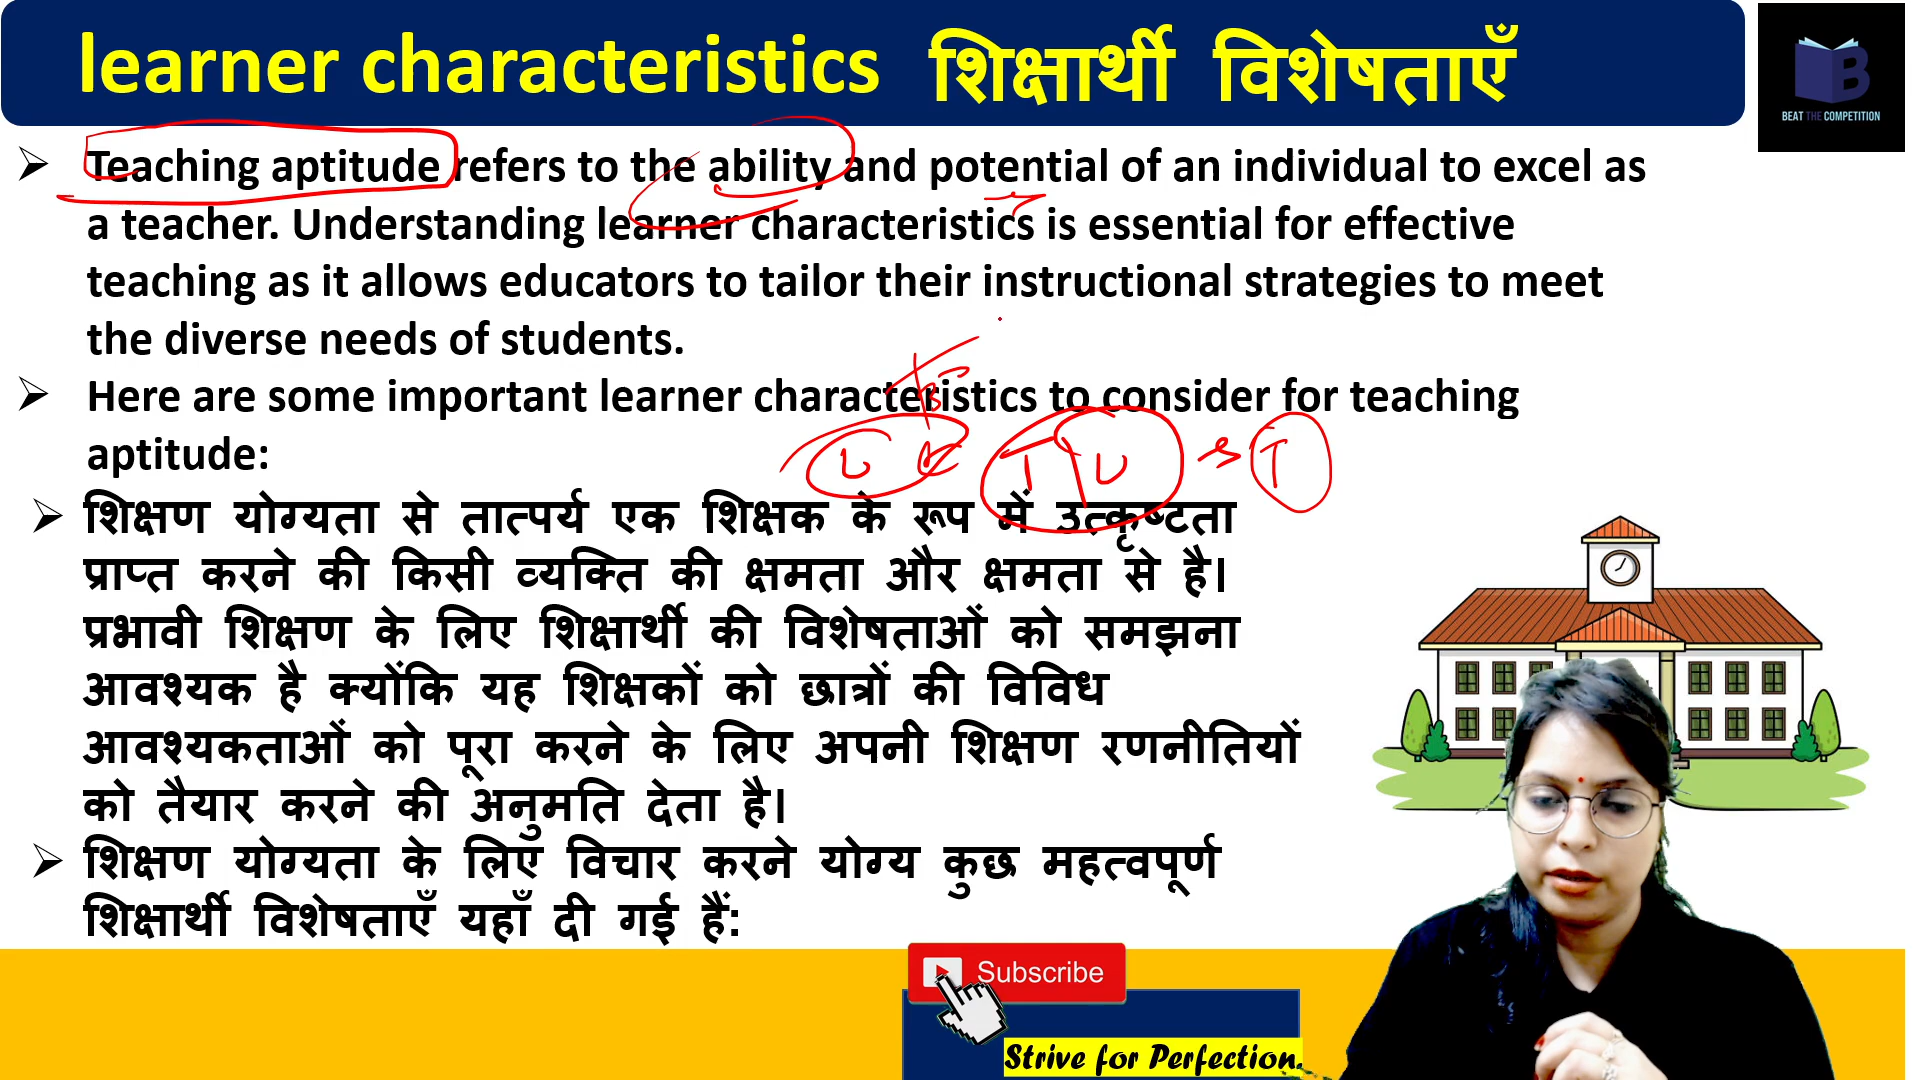 learner characteristics शिक्षार्थी विशेषताएँ
BEAT THE COMPETITION
Teaching aptitude refers to the ability and potential of an individual to excel as
a teacher. Understanding learner characteristics is essential for effective
teaching as it allows educators to tailor their instructional strategies to meet
the diverse needs of students.
Here are some important learner characteristics to consider for teaching
aptitude:
शिक्षण योग्यता से तात्पर्य एक शिक्षक के रूप में उत्कृष्टता
प्राप्त करने की किसी व्यक्ति की क्षमता और क्षमता से है।
प्रभावी शिक्षण के लिए शिक्षार्थी की विशेषताओं को समझना
आवश्यक है क्योंकि यह शिक्षकों को छात्रों की विविध
आवश्यकताओं को पूरा करने के लिए अपनी शिक्षण रणनीतियों
को तैयार करने की अनुमति देता है।
शिक्षण योग्यता के लिए विचार करने योग्य कुछ महत्वपूर्ण
शिक्षार्थी विशेषताएँ यहाँ दी गई हैं:
Subscribe
Strive for Perfection.